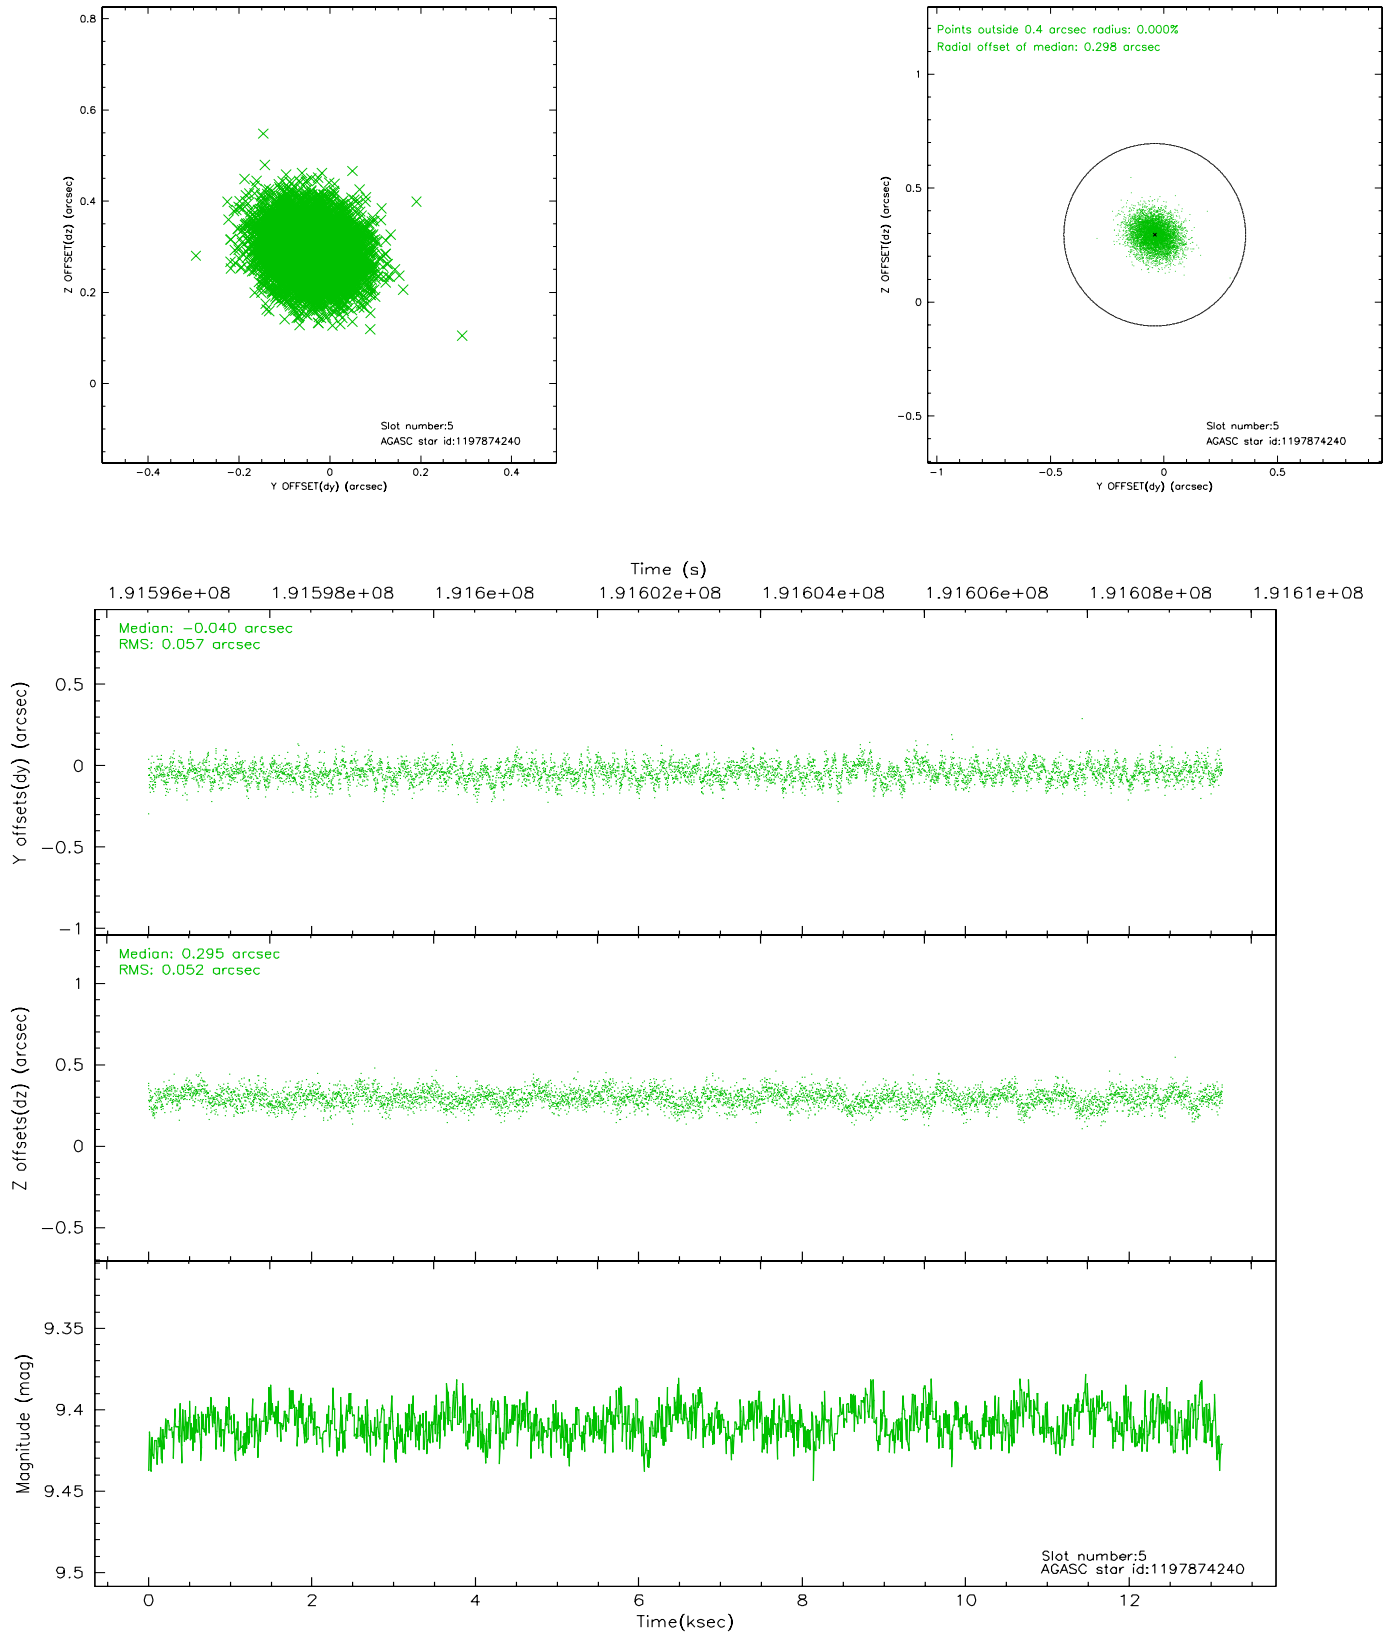 0.8
0.6
0.4
0.2
0
Z OFFSET(dz) (arcsec)
Slot number:5
AGASC star id:1197874240
−0.4 −0.2 0 0.2 0.4
Y OFFSET(dy) (arcsec)
Points outside 0.4 arcsec radius: 0.000%
Radial offset of median: 0.298 arcsec
1
0.5
0
−0.5
Z OFFSET(dz) (arcsec)
Slot number:5
AGASC star id:1197874240
−1 −0.5 0 0.5
Y OFFSET(dy) (arcsec)
Time (s)
1.91596e+08 1.91598e+08 1.916e+08 1.91602e+08 1.91604e+08 1.91606e+08 1.91608e+08 1.9161e+08
Median: −0.040 arcsec
RMS: 0.057 arcsec
0.5
0
−0.5
−1
Y offsets(dy) (arcsec)
Median: 0.295 arcsec
RMS: 0.052 arcsec
1
0.5
0
−0.5
Z offsets(dz) (arcsec)
9.35
9.4
9.45
9.5
Magnitude (mag)
Slot number:5
AGASC star id:1197874240
0 2 4 6 8 10 12
Time(ksec)